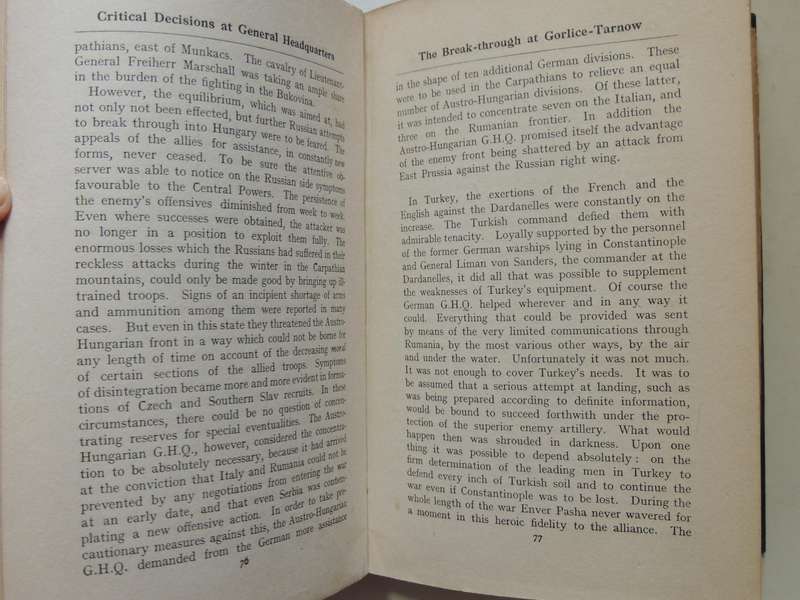 Critical Decisions at General Headquarters
pathians, east of Munkacs. The cavalry of Lieutenant-
General Freiherr Marschall was taking an ample share
in the burden of the fighting in the Bukovina.
However, the equilibrium, which was aimed at, had
not only not been effected, but further Russian attempts
to break through into Hungary were to be feared. The
appeals of the allies for assistance, in constantly new
forms, never ceased. To be sure the attentive ob-
server was able to notice on the Russian side symptoms
favourable to the Central Powers. The persistence of
the enemy's offensives diminished from week to week.
Even where successes were obtained, the attacker was
no longer in a position to exploit them fully. The
enormous losses which the Russians had suffered in their
reckless attacks during the winter in the Carpathian
mountains, could only be made good by bringing up ill-
trained troops. Signs of an incipient shortage of arms
and ammunition among them were reported in many
cases. But even in this state they threatened the Austro-
Hungarian front in a way which could not be borne for
any length of time on account of the decreasing moral
of certain sections of the allied troops. Symptoms
of disintegration became more and more evident in forma-
tions of Czech and Southern Slav recruits. In these
circumstances, there could be no question of concen-
trating reserves for special eventualities. The Austro-
Hungarian G.H.Q., however, considered the concentra-
tion to be absolutely necessary, because it had arrived
at the conviction that Italy and Rumania could not be
prevented by any negotiations from entering the war
at an early date, and that even Serbia was contem-
plating a new offensive action. In order to take pre-
cautionary measures against this, the Austro-Hungarian
G.H.Q. demanded from the German more assistance
76
The Break-through at Gorlice-Tarnow
in the shape of ten additional German divisions. These
were to be used in the Carpathians to relieve an equal
number of Austro-Hungarian divisions. Of these latter,
it was intended to concentrate seven on the Italian, and
three on the Rumanian frontier. In addition the
Austro-Hungarian G.H.Q. promised itself the advantage
of the enemy front being shattered by an attack from
East Prussia against the Russian right wing.
In Turkey, the exertions of the French and the
English against the Dardanelles were constantly on the
increase. The Turkish command defied them with
admirable tenacity. Loyally supported by the personnel
of the former German warships lying in Constantinople
and General Liman von Sanders, the commander at the
Dardanelles, it did all that was possible to supplement
the weaknesses of Turkey's equipment. Of course the
German G.H.Q. helped wherever and in any way it
could. Everything that could be provided was sent
by means of the very limited communications through
Rumania, by the most various other ways, by the air
and under the water. Unfortunately it was not much.
It was not enough to cover Turkey's needs. It was to
be assumed that a serious attempt at landing, such as
was being prepared according to definite information,
would be bound to succeed forthwith under the pro-
tection of the superior enemy artillery. What would
happen then was shrouded in darkness. Upon one
thing it was possible to depend absolutely: on the
firm determination of the leading men in Turkey to
defend every inch of Turkish soil and to continue the
war even if Constantinople was to be lost. During the
whole length of the war Enver Pasha never wavered for
a moment in this heroic fidelity to the alliance. The
77